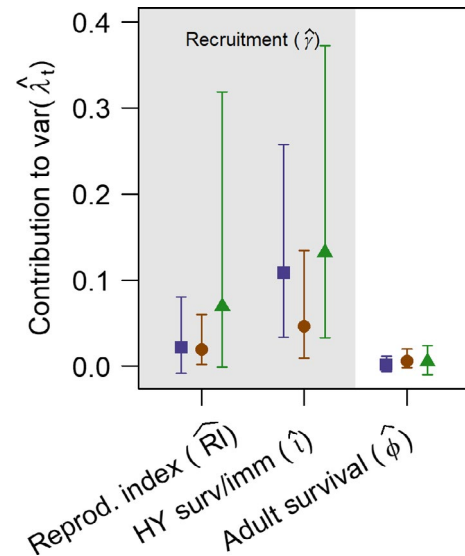 Contribution to var(λ̂t)
0.4
0.3
0.2
0.1
0.0
Recruitment (γ̂)
Reprod. index (R̂I)
HY surv/imm (î)
Adult survival (ϕ̂)